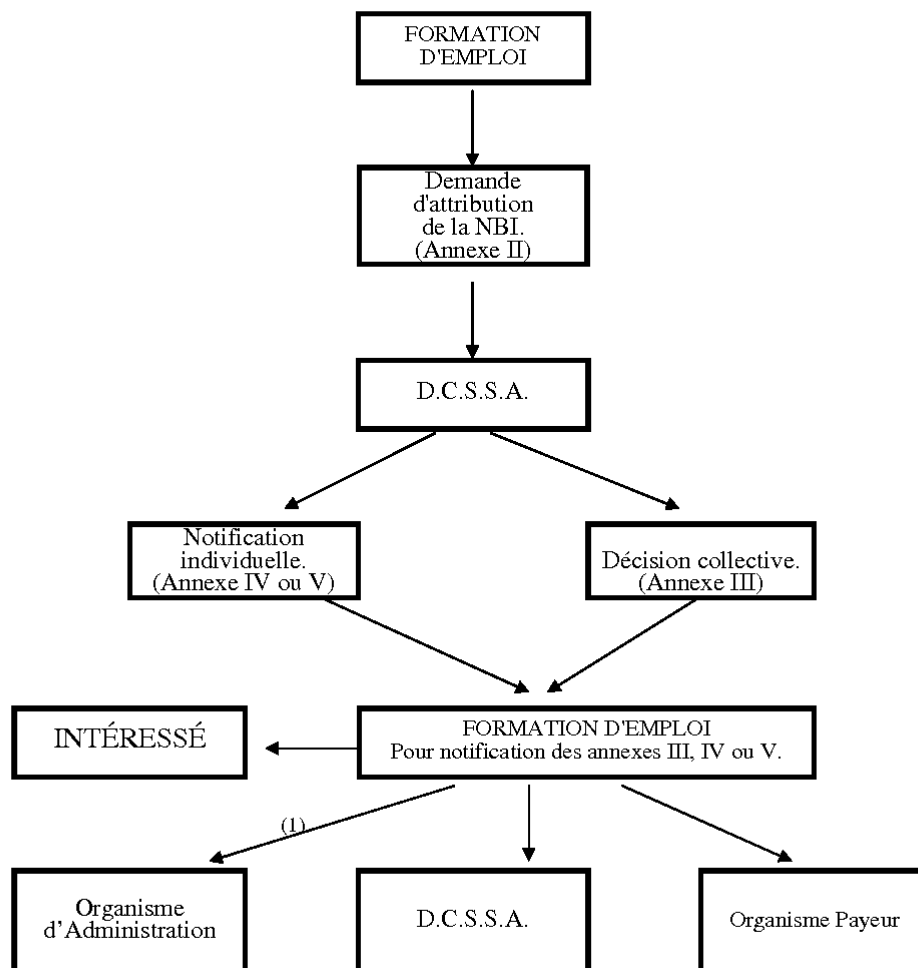 FORMATION
D'EMPLOI
Demande
d'attribution
de la NBI.
(Annexe II)
D.C.S.S.A.
Notification
individuelle.
(Annexe IV ou V)
Décision collective.
(Annexe III)
INTÉRESSÉ
FORMATION D'EMPLOI
Pour notification des annexes III, IV ou V.
(1)
Organisme
d'Administration
D.C.S.S.A.
Organisme Payeur